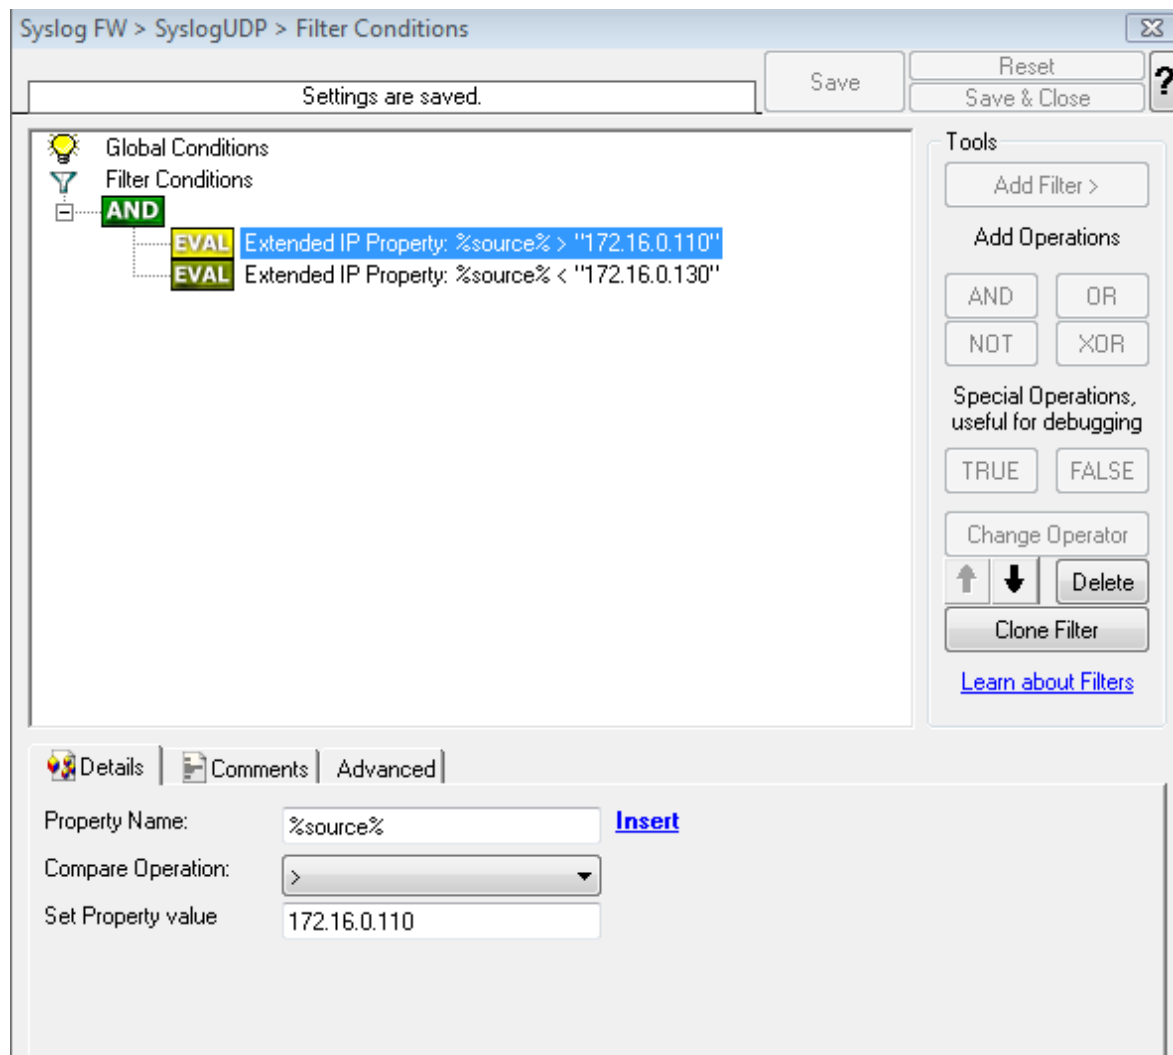 Syslog FW > SyslogUDP > Filter Conditions
Settings are saved.
Save
Reset
Save & Close
?
Global Conditions
Filter Conditions
AND
EVAL Extended IP Property: %source% > "172.16.0.110"
EVAL Extended IP Property: %source% < "172.16.0.130"
Tools
Add Filter >
Add Operations
AND OR
NOT XOR
Special Operations,
useful for debugging
TRUE FALSE
Change Operator
Delete
Clone Filter
Learn about Filters
Details Comments Advanced
Property Name: %source% Insert
Compare Operation: >
Set Property value 172.16.0.110